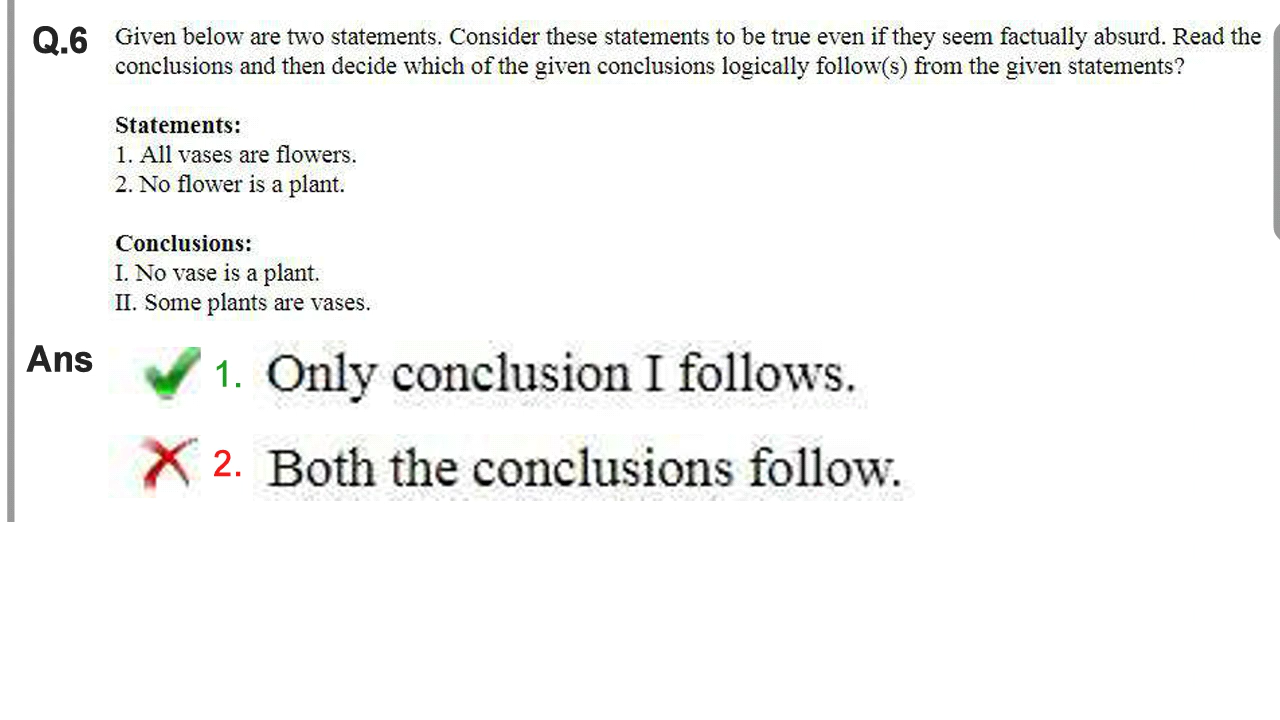 Q.6 Given below are two statements. Consider these statements to be true even if they seem factually absurd. Read the
conclusions and then decide which of the given conclusions logically follow(s) from the given statements?
Statements:
1. All vases are flowers.
2. No flower is a plant.
Conclusions:
I. No vase is a plant.
II. Some plants are vases.
Ans 1. Only conclusion I follows.
2. Both the conclusions follow.